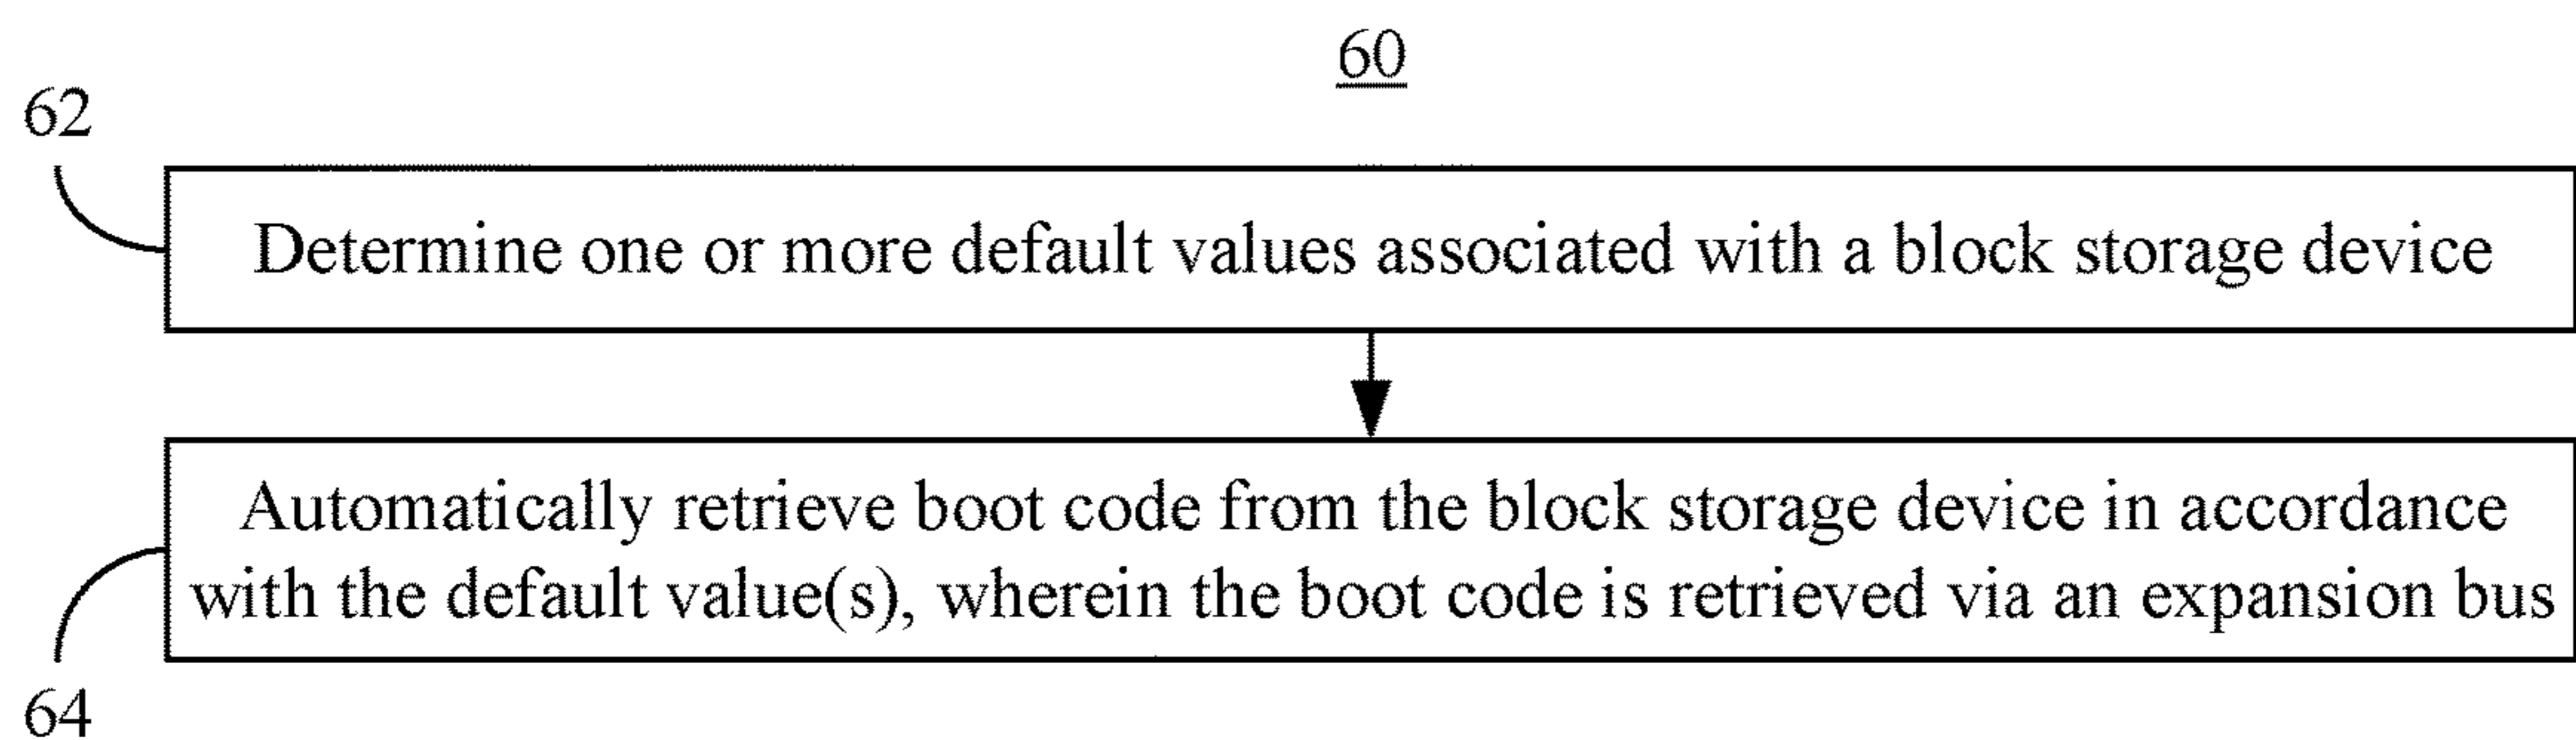 60
62
Determine one or more default values associated with a block storage device
Automatically retrieve boot code from the block storage device in accordance
with the default value(s), wherein the boot code is retrieved via an expansion bus
64